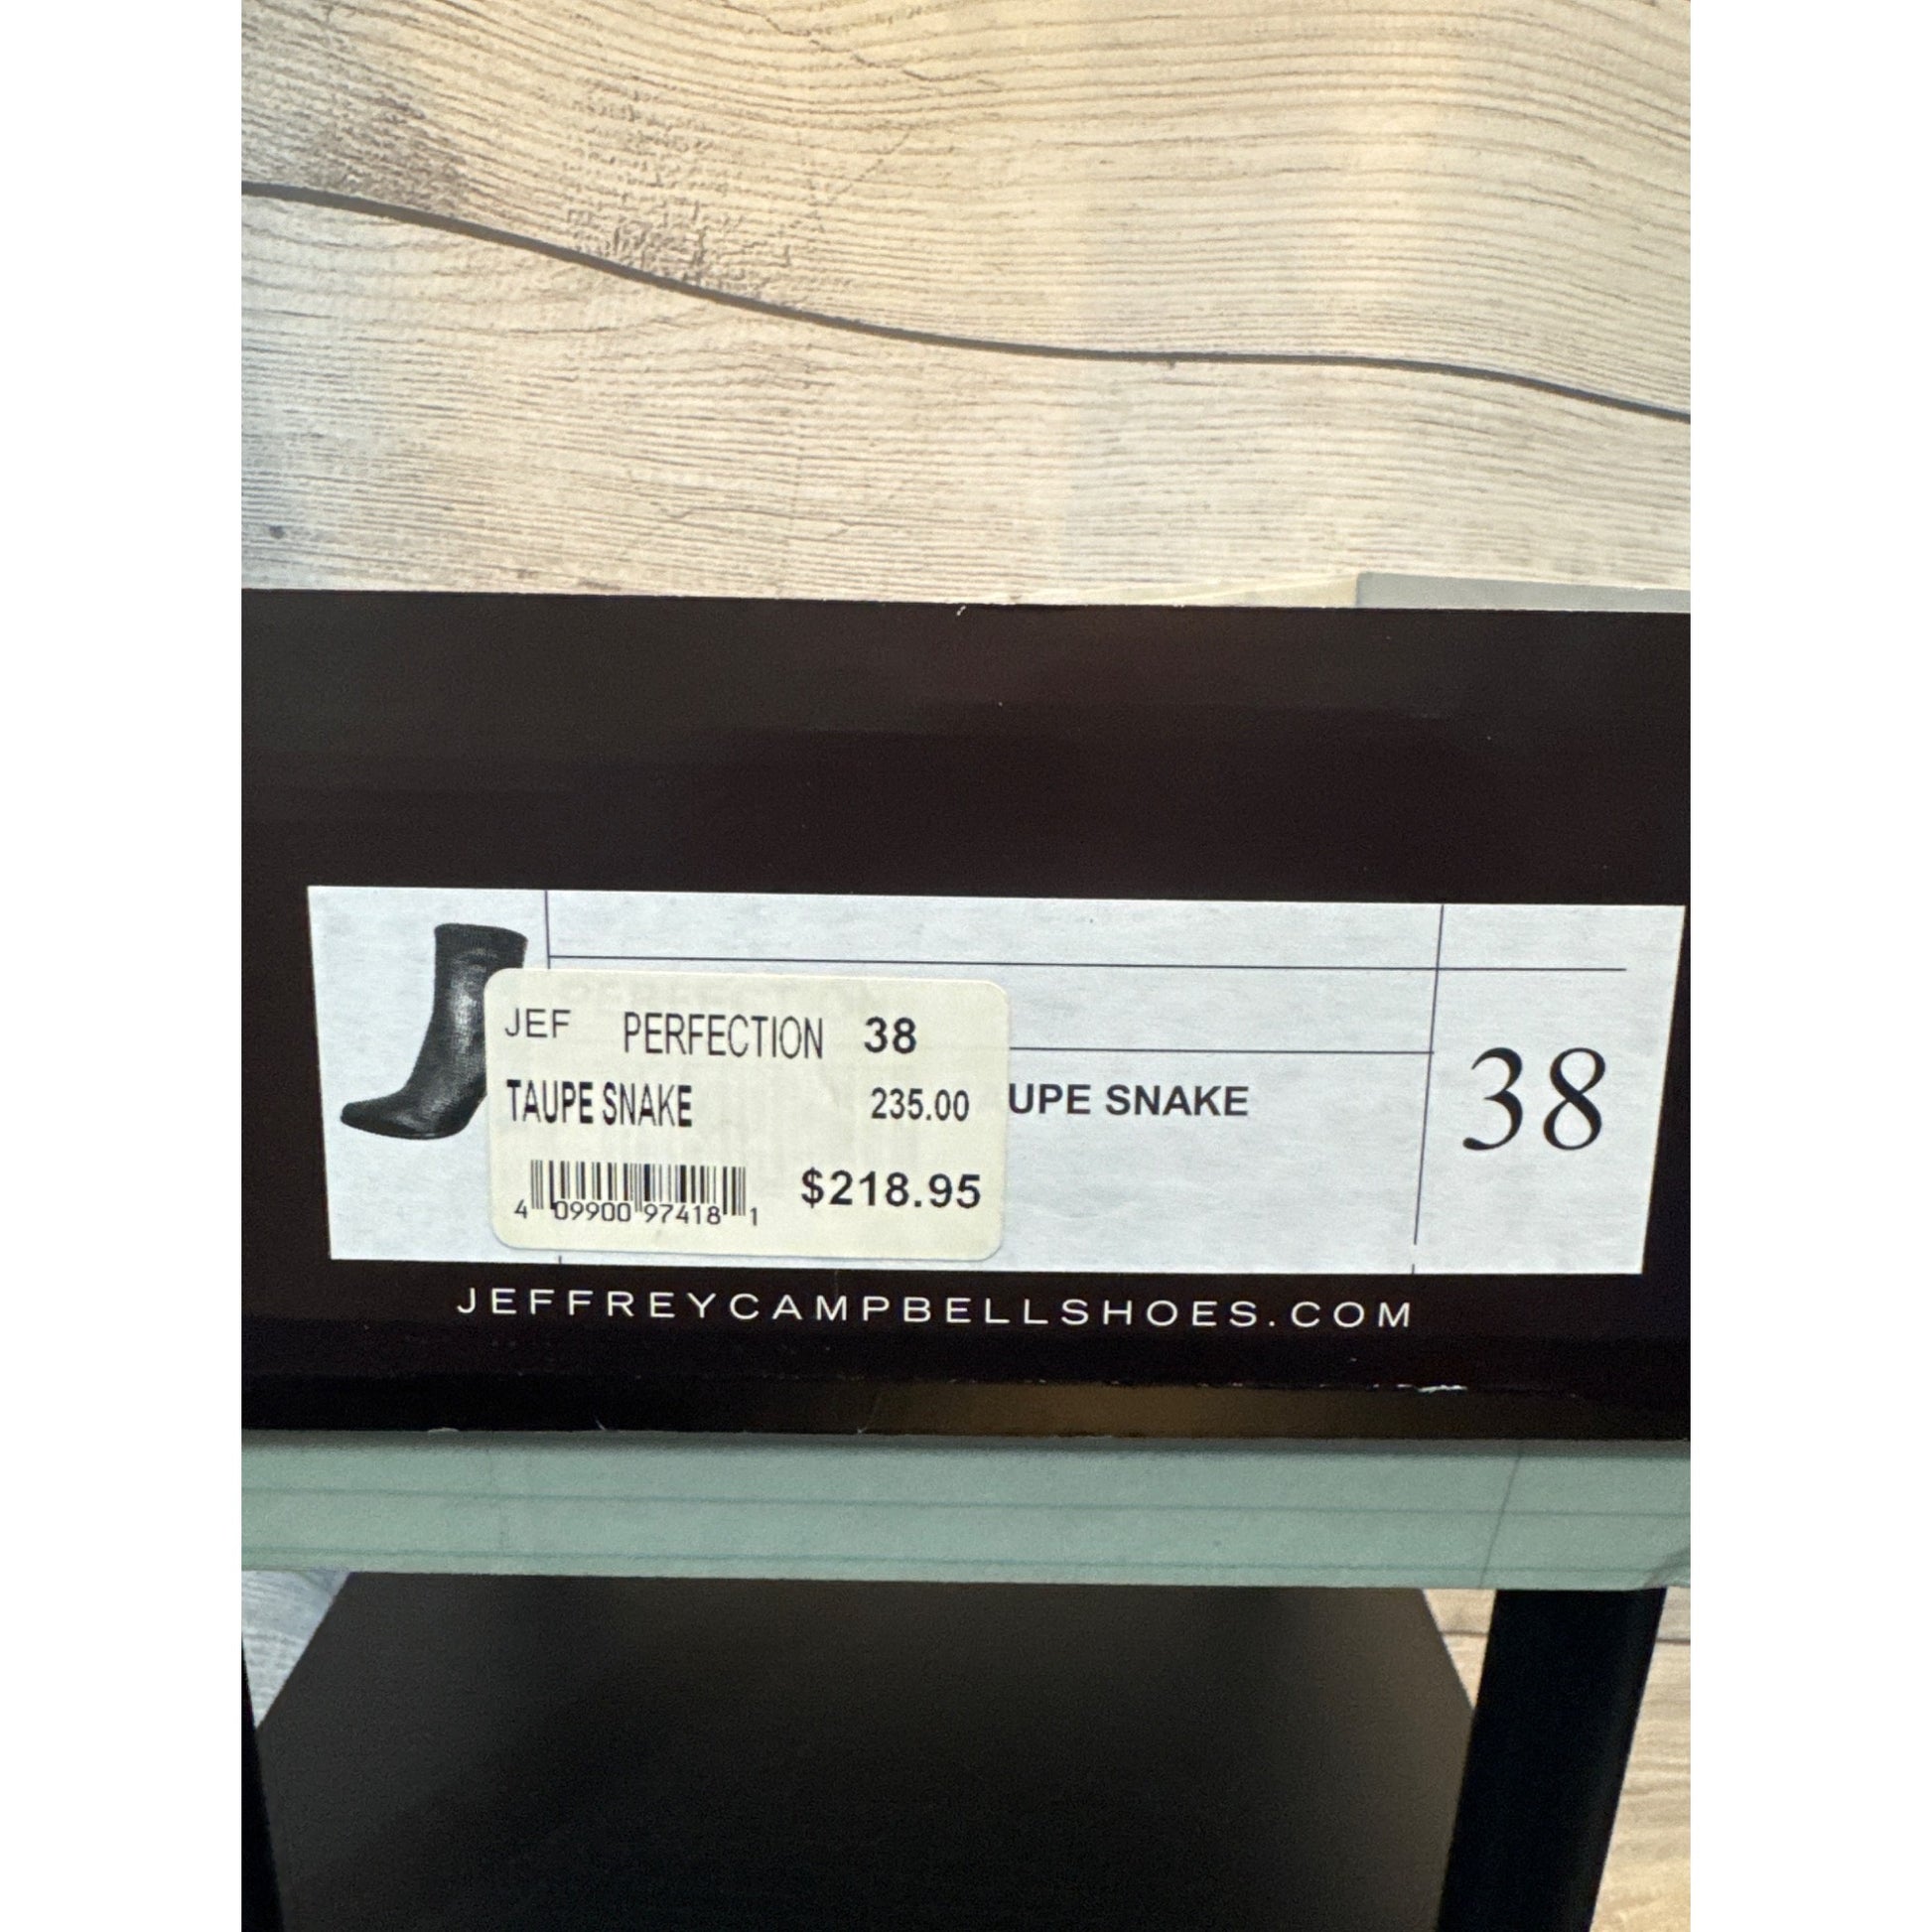 JEF PERFECTION 38
TAUPE SNAKE 235.00
4 09900 97418 1 $218.95
UPE SNAKE
38
JEFFREYCAMPBELLSHOES.COM